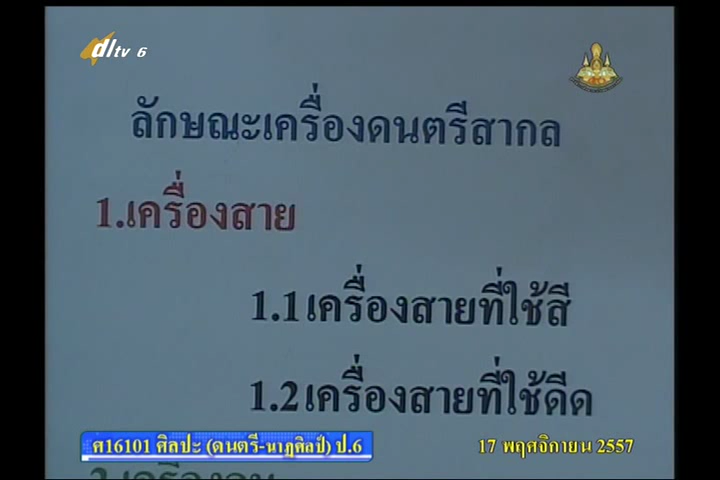 dltv 6
ลักษณะเครื่องดนตรีสากล
1.เครื่องสาย
1.1เครื่องสายที่ใช้สี
1.2เครื่องสายที่ใช้ดีด
ศ16101 ศิลปะ (ดนตรี-นาฏศิลป์) ป.6
17 พฤศจิกายน 2557